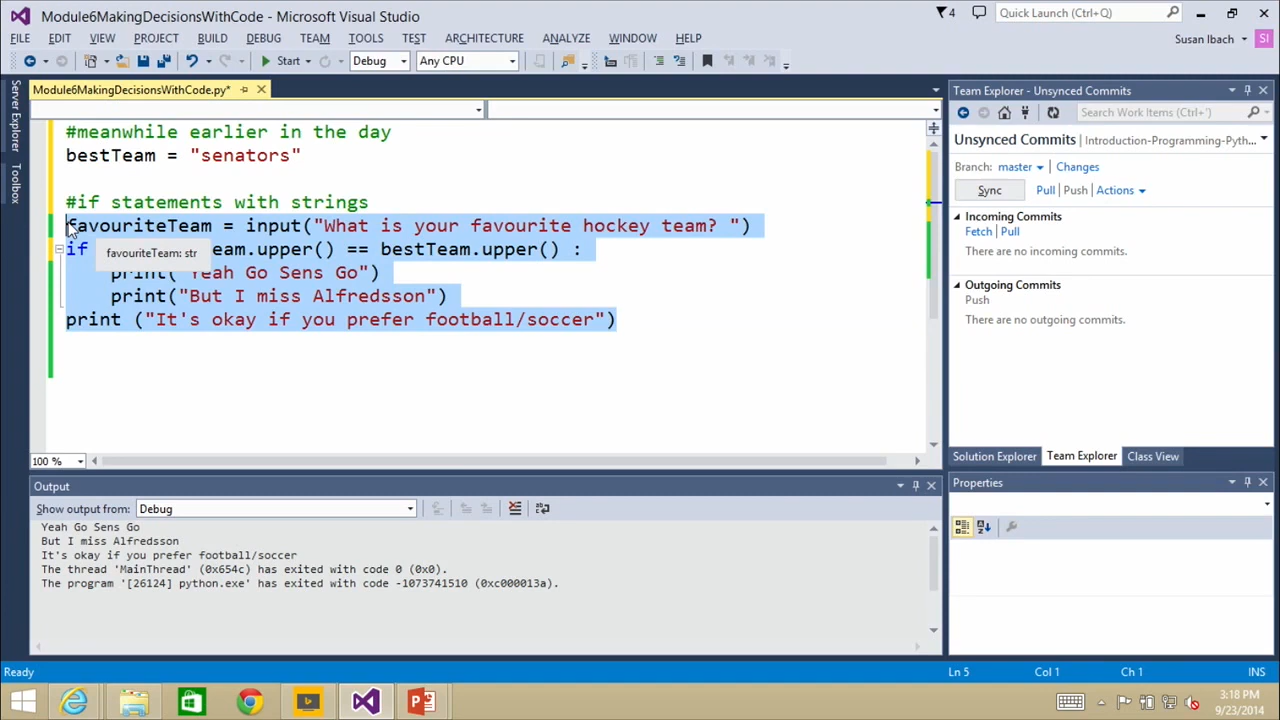 Module6MakingDecisionsWithCode - Microsoft Visual Studio
4
Quick Launch (Ctrl+Q)
FILE EDIT VIEW PROJECT BUILD DEBUG TEAM TOOLS TEST ARCHITECTURE ANALYZE WINDOW HELP
Susan Ibach
SI
Start
Debug
Any CPU
Server Explorer
Toolbox
Module6MakingDecisionsWithCode.py*
#meanwhile earlier in the day
bestTeam = "senators"
#if statements with strings
favouriteTeam = input("What is your favourite hockey team? ")
if eam.upper() == bestTeam.upper() :
favouriteTeam: str
print("Yeah Go Sens Go")
print("But I miss Alfredsson")
print ("It's okay if you prefer football/soccer")
100 %
Output
Show output from: Debug
Yeah Go Sens Go
But I miss Alfredsson
It's okay if you prefer football/soccer
The thread 'MainThread' (0x654c) has exited with code 0 (0x0).
The program '[26124] python.exe' has exited with code -1073741510 (0xc000013a).
Team Explorer - Unsynced Commits
Search Work Items (Ctrl+')
Unsynced Commits | Introduction-Programming-Pyth...
Branch: master Changes
Sync Pull Push Actions
Incoming Commits
Fetch | Pull
There are no incoming commits.
Outgoing Commits
Push
There are no outgoing commits.
Solution Explorer Team Explorer Class View
Properties
Ready
Ln 5 Col 1 Ch 1 INS
3:18 PM
9/23/2014